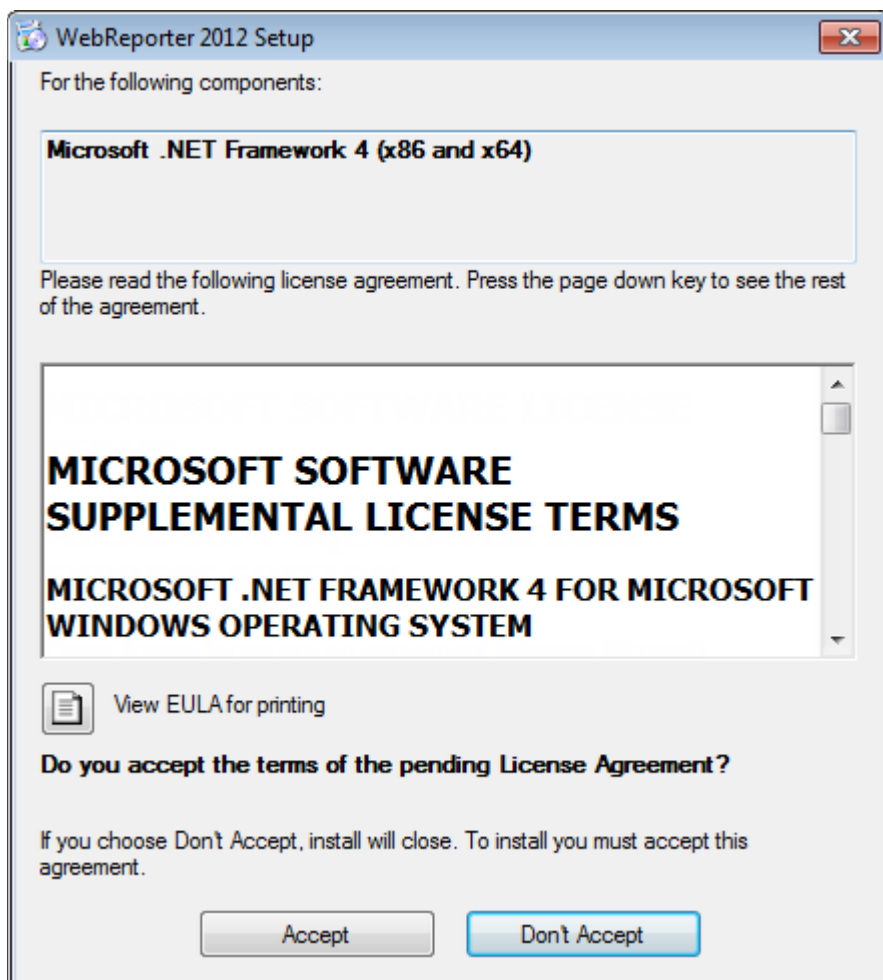 WebReporter 2012 Setup
For the following components:
Microsoft .NET Framework 4 (x86 and x64)
Please read the following license agreement. Press the page down key to see the rest
of the agreement.
MICROSOFT SOFTWARE
SUPPLEMENTAL LICENSE TERMS
MICROSOFT .NET FRAMEWORK 4 FOR MICROSOFT
WINDOWS OPERATING SYSTEM
View EULA for printing
Do you accept the terms of the pending License Agreement?
If you choose Don't Accept, install will close. To install you must accept this
agreement.
Accept
Don't Accept